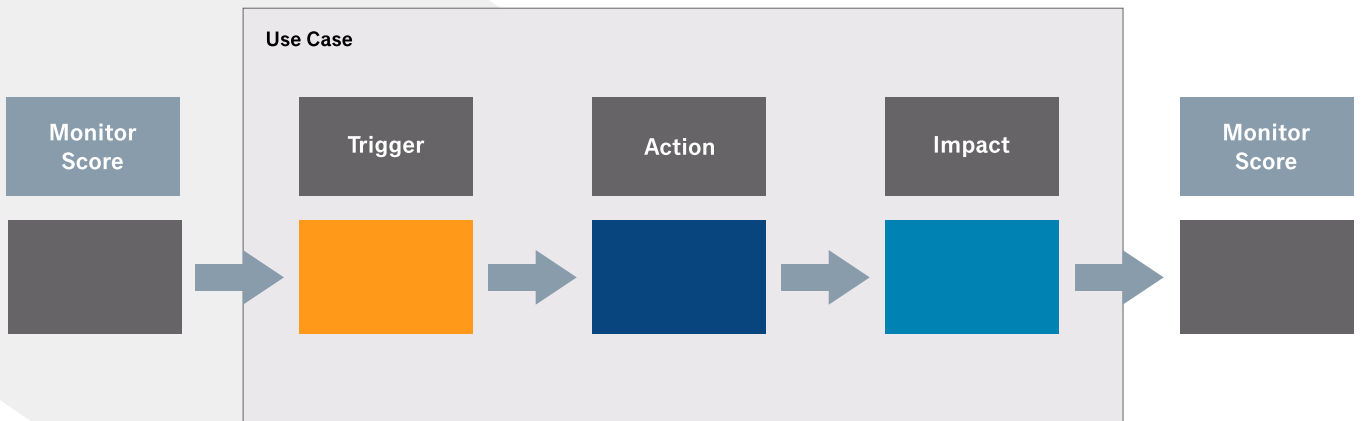 Use Case
Monitor
Score
Trigger
Action
Impact
Monitor
Score